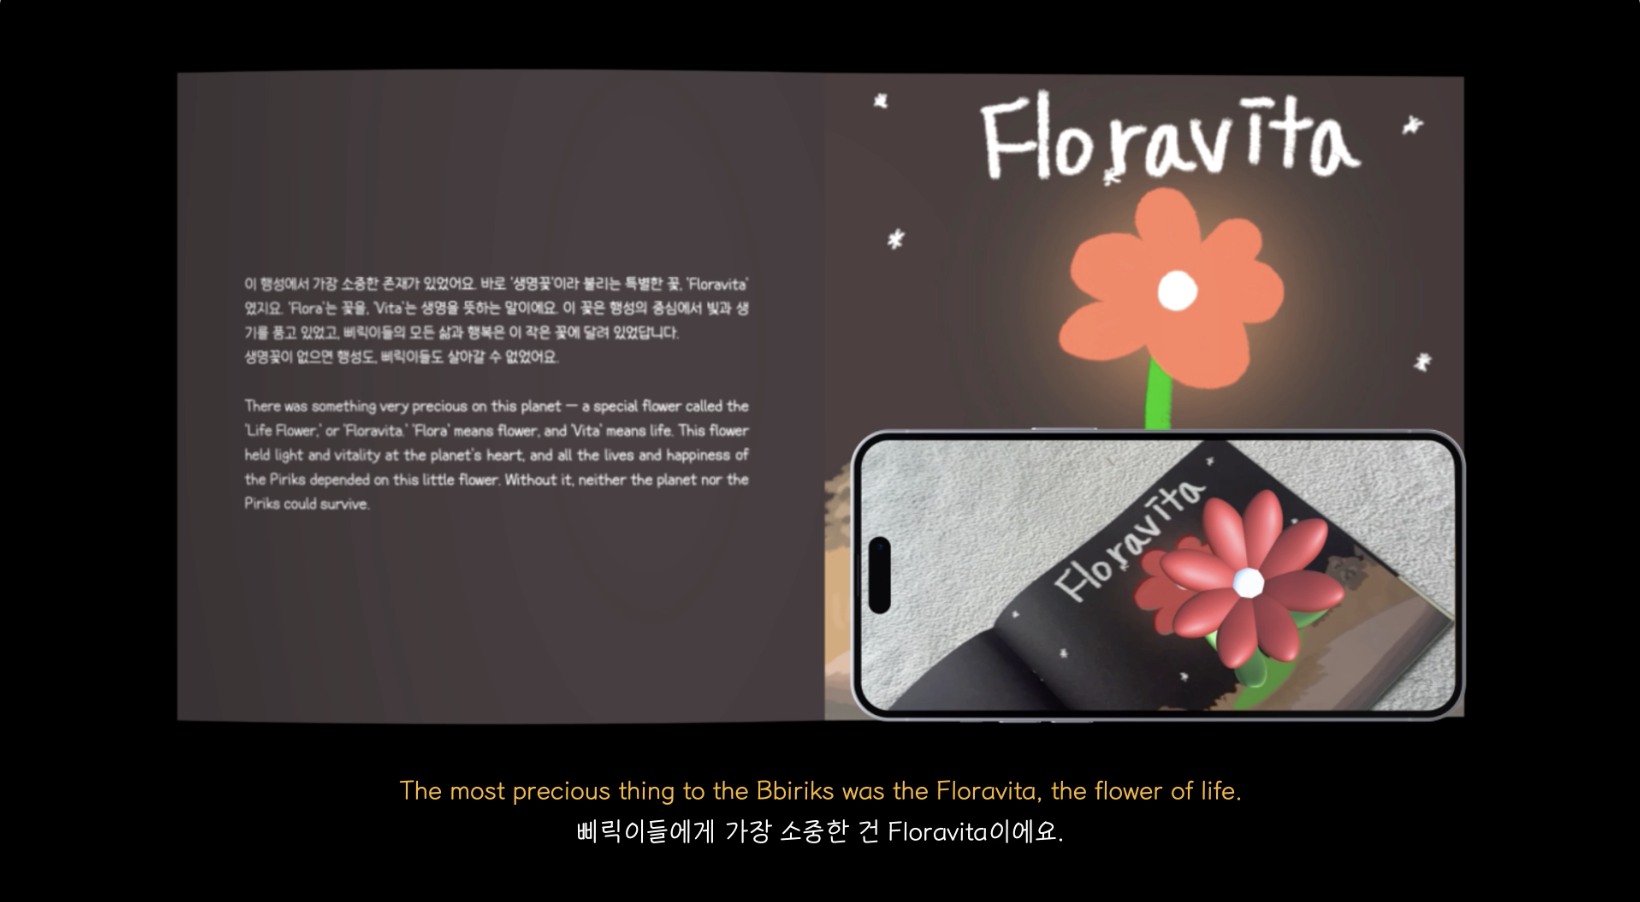 이 행성에서 가장 소중한 존재가 있었어요. 바로 '생명꽃'이라 불리는 특별한 꽃, 'Floravita'
였지요. 'Flora'는 꽃을, 'Vita'는 생명을 뜻하는 말이에요. 이 꽃은 행성의 중심에서 빛과 생
기를 품고 있었고, 삐릭이들의 모든 삶과 행복은 이 작은 꽃에 달려 있었답니다.
생명꽃이 없으면 행성도, 삐릭이들도 살아갈 수 없었어요.
There was something very precious on this planet — a special flower called the
'Life Flower,' or 'Floravita.' 'Flora' means flower, and 'Vita' means life. This flower
held light and vitality at the planet's heart, and all the lives and happiness of
the Piriks depended on this little flower. Without it, neither the planet nor the
Piriks could survive.
Floravīta
Floravīta
The most precious thing to the Bbiriks was the Floravita, the flower of life.
삐릭이들에게 가장 소중한 건 Floravita이에요.